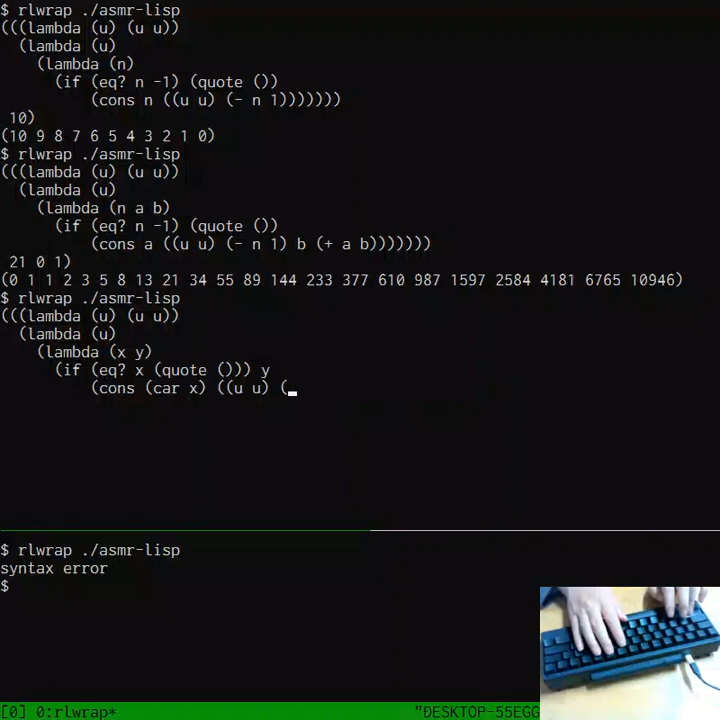 $ rlwrap ./asmr-lisp
(((lambda (u) (u u))
  (lambda (u)
    (lambda (n)
      (if (eq? n -1) (quote ())
          (cons n ((u u) (- n 1)))))))
 10)
(10 9 8 7 6 5 4 3 2 1 0)
$ rlwrap ./asmr-lisp
(((lambda (u) (u u))
  (lambda (u)
    (lambda (n a b)
      (if (eq? n -1) (quote ())
          (cons a ((u u) (- n 1) b (+ a b)))))))
 21 0 1)
(0 1 1 2 3 5 8 13 21 34 55 89 144 233 377 610 987 1597 2584 4181 6765 10946)
$ rlwrap ./asmr-lisp
(((lambda (u) (u u))
  (lambda (u)
    (lambda (x y)
      (if (eq? x (quote ())) y
          (cons (car x) ((u u) (_
$ rlwrap ./asmr-lisp
syntax error
$
[0] 0:rlwrap* "DESKTOP-55EGG